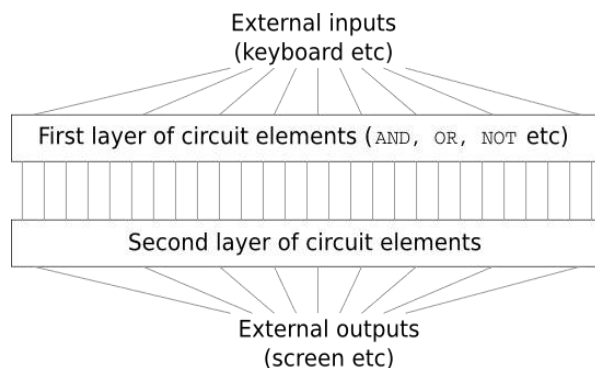 External inputs
(keyboard etc)
First layer of circuit elements (AND, OR, NOT etc)
Second layer of circuit elements
External outputs
(screen etc)